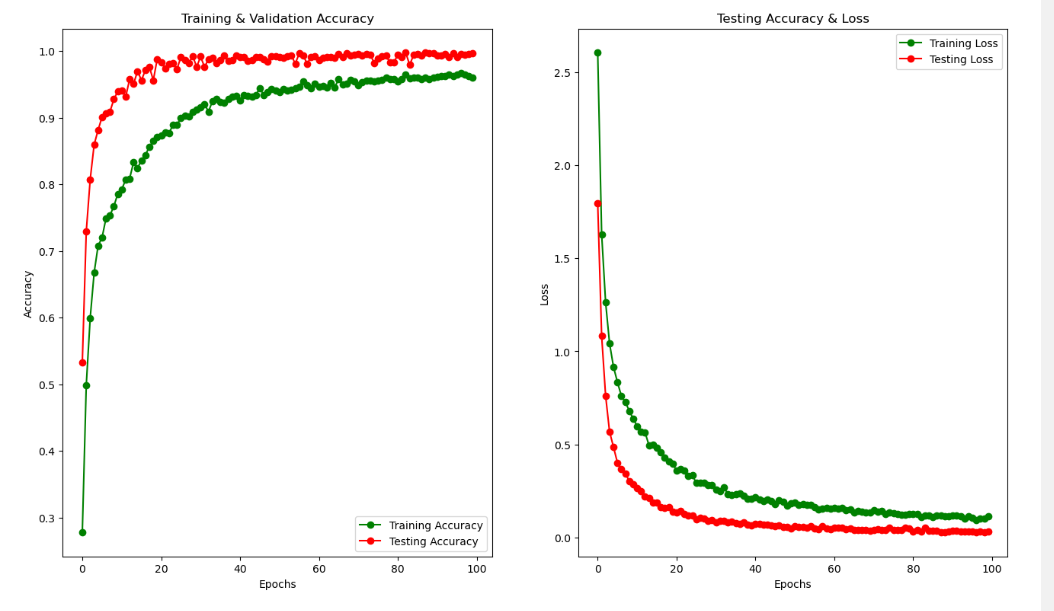 Training & Validation Accuracy
1.0
0.9
0.8
0.7
0.6
0.5
0.4
0.3
Accuracy
0
20
40
60
80
100
Epochs
Training Accuracy
Testing Accuracy
Testing Accuracy & Loss
2.5
2.0
1.5
1.0
0.5
0.0
Loss
0
20
40
60
80
100
Epochs
Training Loss
Testing Loss